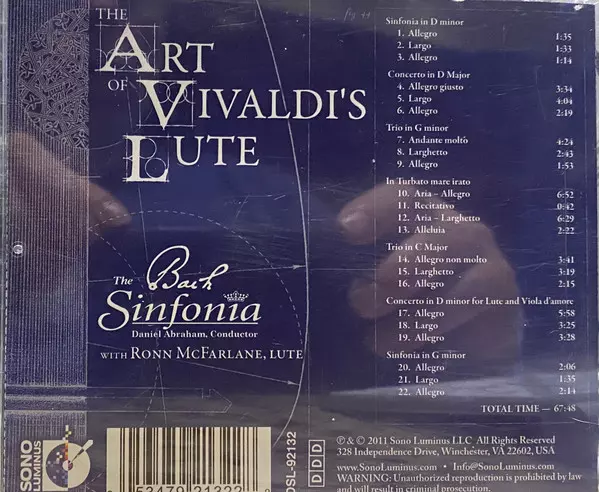 THE
ART
OF
VIVALDI'S
LUTE
The Bach
Sinfonia
Daniel Abraham, Conductor
WITH RONN MCFARLANE, LUTE
Sinfonia in D minor
1. Allegro 1:35
2. Largo 1:33
3. Allegro 1:14
Concerto in D Major
4. Allegro giusto 3:34
5. Largo 4:04
6. Allegro 2:19
Trio in G minor
7. Andante molto 4:24
8. Larghetto 2:43
9. Allegro 1:53
In Turbato mare irato
10. Aria – Allegro 6:52
11. Recitativo 0:42
12. Aria – Larghetto 6:29
13. Alleluia 2:22
Trio in C Major
14. Allegro non molto 3:41
15. Larghetto 3:19
16. Allegro 2:15
Concerto in D minor for Lute and Viola d'amore
17. Allegro 5:58
18. Largo 3:25
19. Allegro 3:28
Sinfonia in G minor
20. Allegro 2:06
21. Largo 1:35
22. Allegro 2:14
TOTAL TIME — 67:48
SONO
LUMINUS
DSL-92132
DDD
℗ & © 2011 Sono Luminus LLC All Rights Reserved
328 Independence Drive, Winchester, VA 22602, USA
www.SonoLuminus.com • Info@SonoLuminus.com
WARNING: Unauthorized reproduction is prohibited by law
and will result in criminal prosecution.